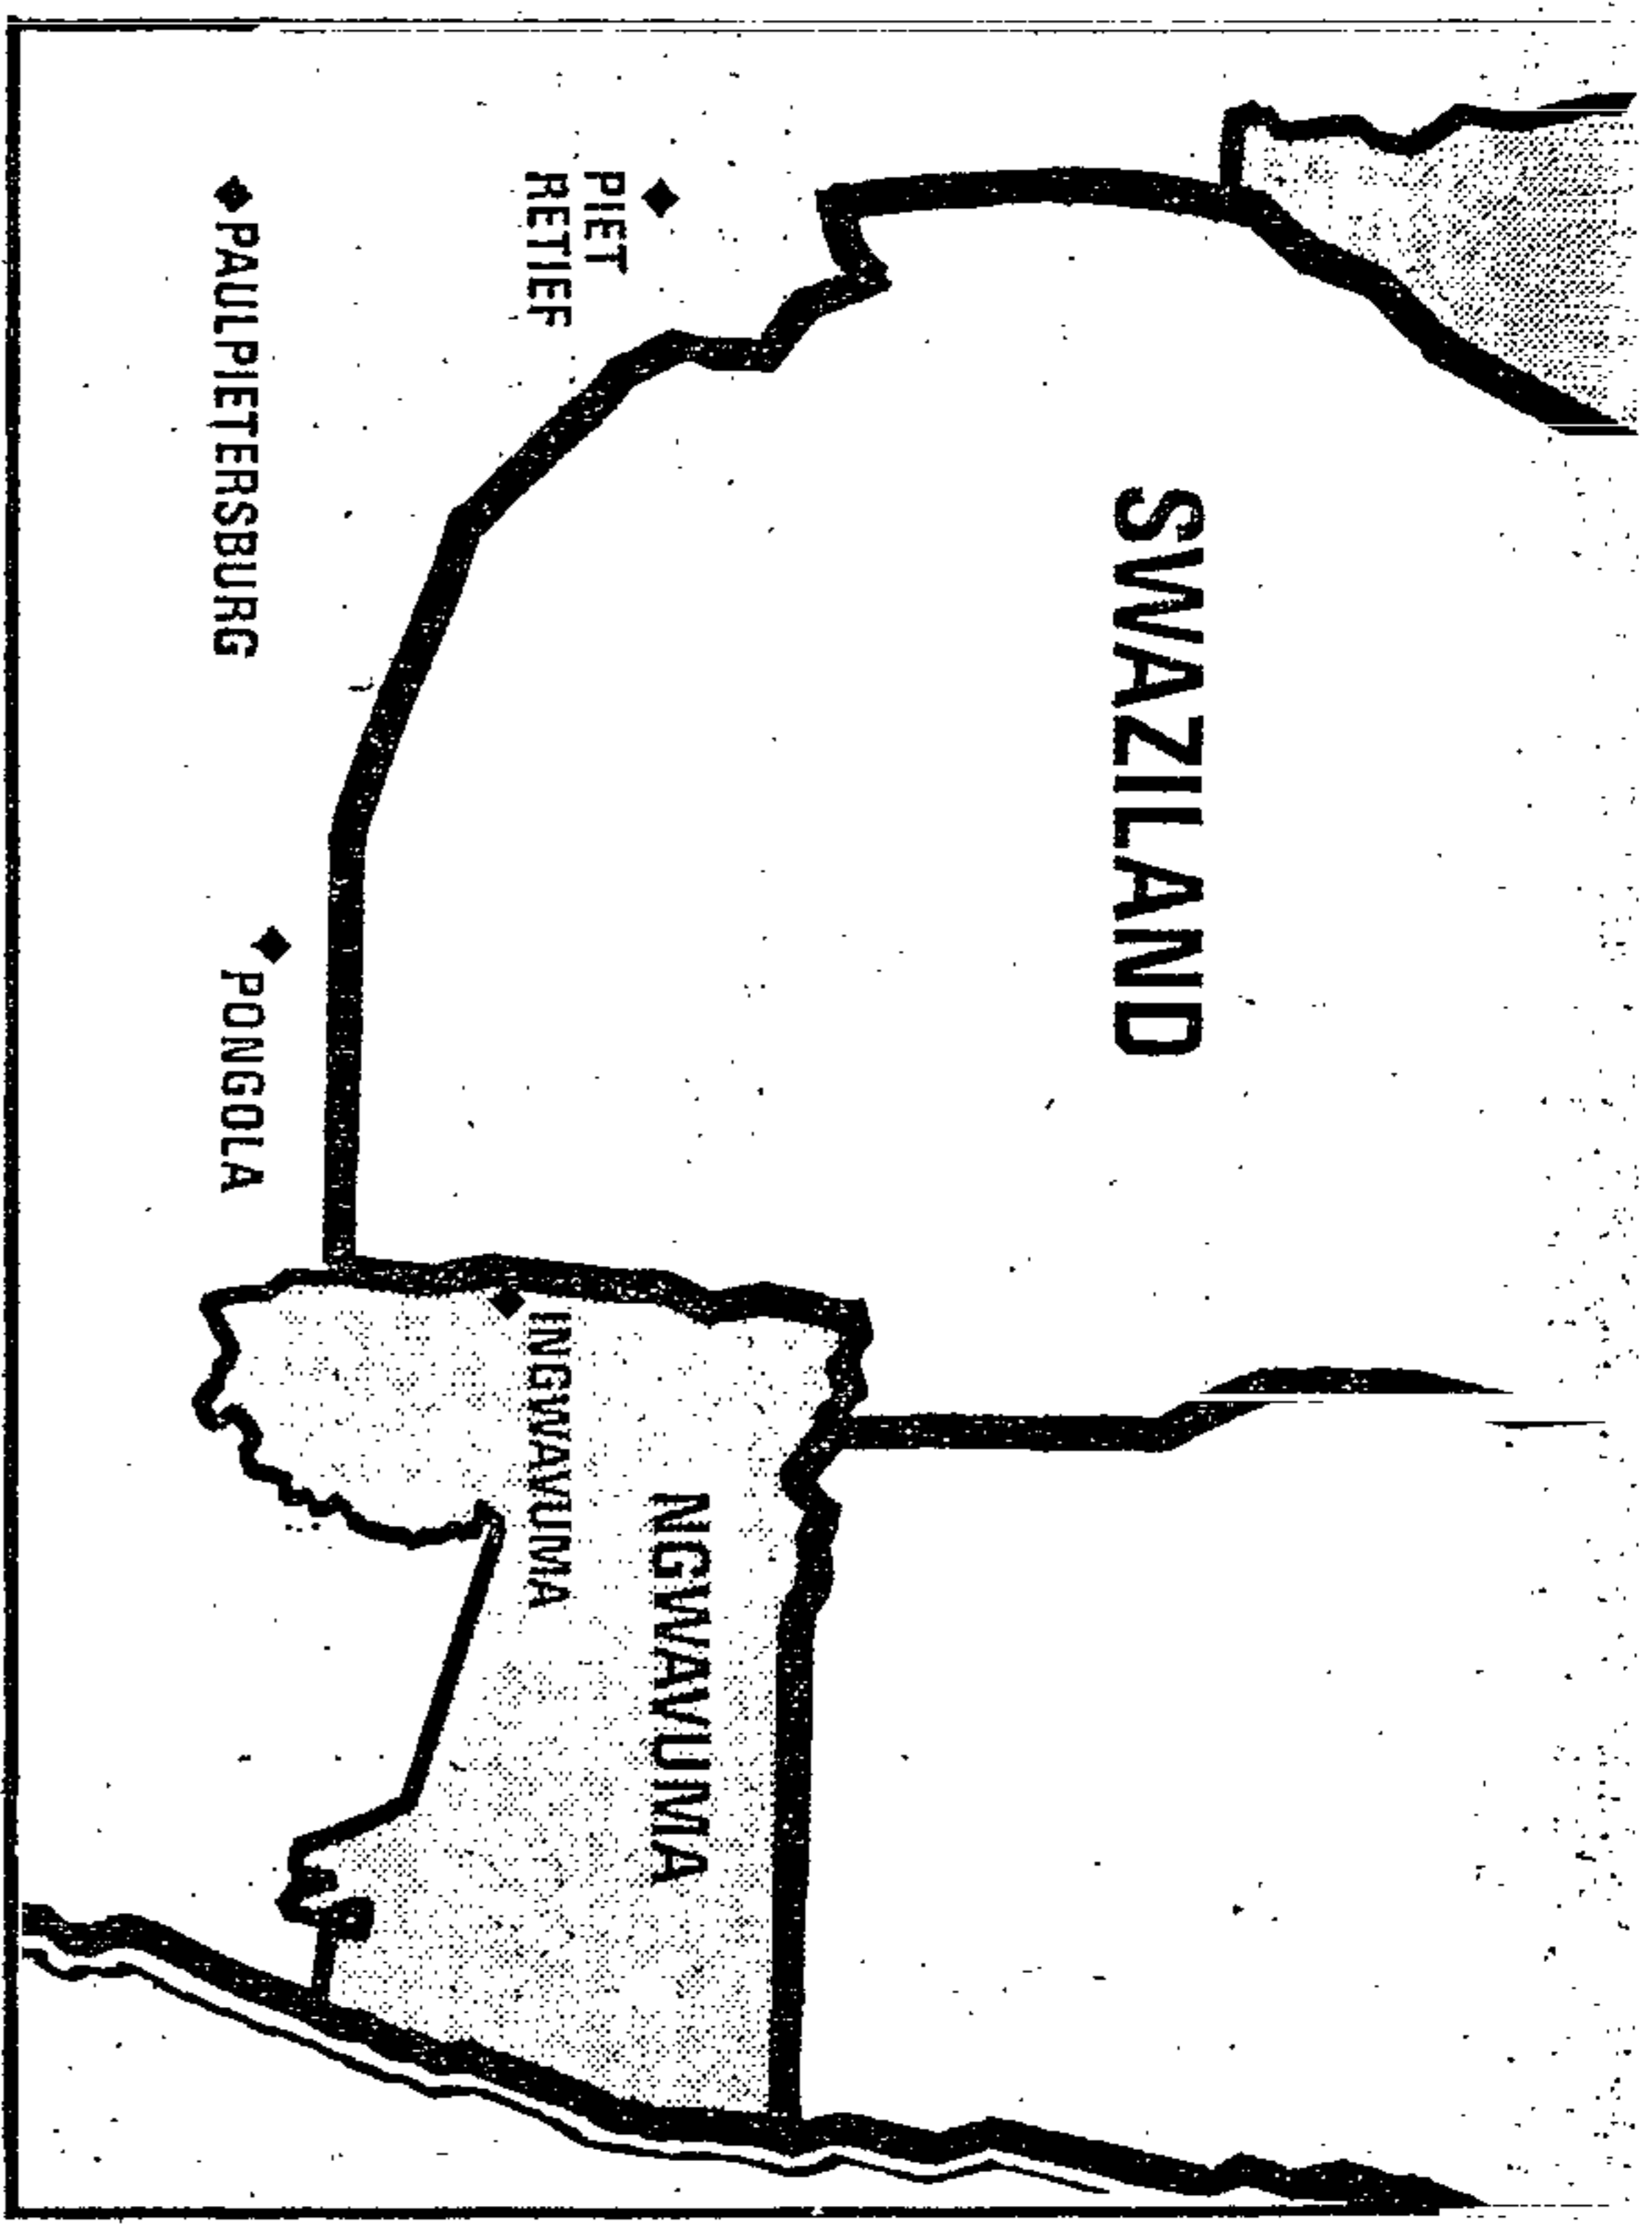 SWAZILAND
PIET
RETIEF
PAULPIETERSBURG
PONGOLA
NGWAVUMA
INGWAVUMA